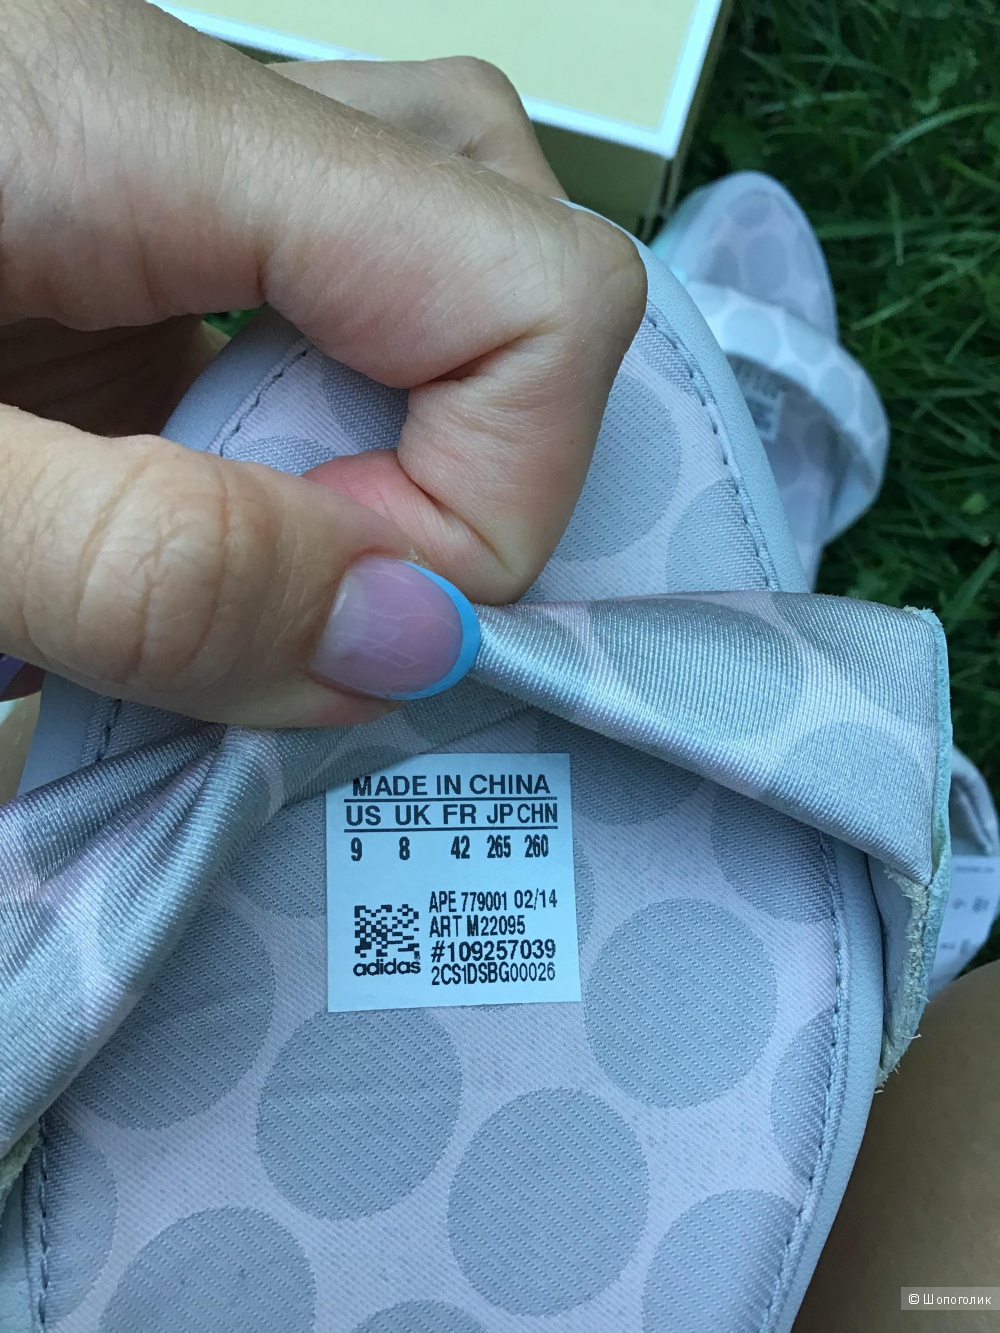 MADE IN CHINA
US UK FR JP CHN
9 8 42 265 260
APE 779001 02/14
ART M22095
#109257039
adidas 2CS1DSBG00026
© Шопоголик